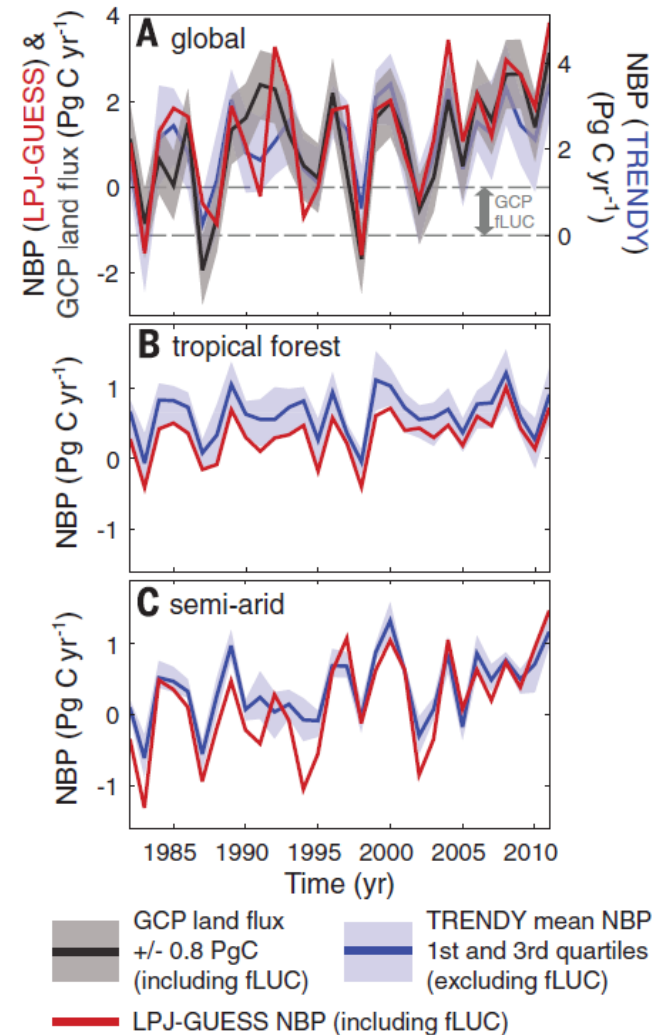 A global
NBP (LPJ-GUESS) &
GCP land flux (Pg C yr-1)
4
2
0
-2
NBP (TRENDY)
(Pg C yr-1)
4
2
0
GCP
fLUC
B tropical forest
NBP (Pg C yr-1)
1
0
-1
C semi-arid
NBP (Pg C yr-1)
1
0
-1
1985 1990 1995 2000 2005 2010
Time (yr)
GCP land flux
+/- 0.8 PgC
(including fLUC)
TRENDY mean NBP
1st and 3rd quartiles
(excluding fLUC)
LPJ-GUESS NBP (including fLUC)